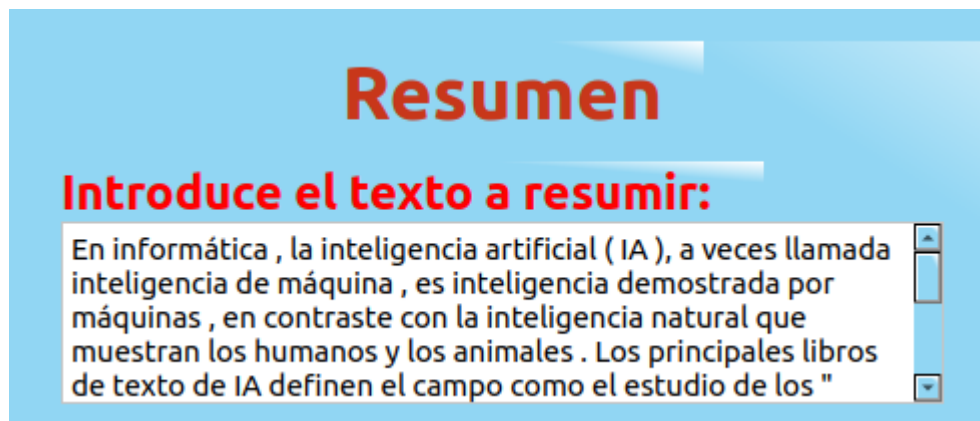 Resumen
Introduce el texto a resumir:
En informática , la inteligencia artificial ( IA ), a veces llamada
inteligencia de máquina , es inteligencia demostrada por
máquinas , en contraste con la inteligencia natural que
muestran los humanos y los animales . Los principales libros
de texto de IA definen el campo como el estudio de los "